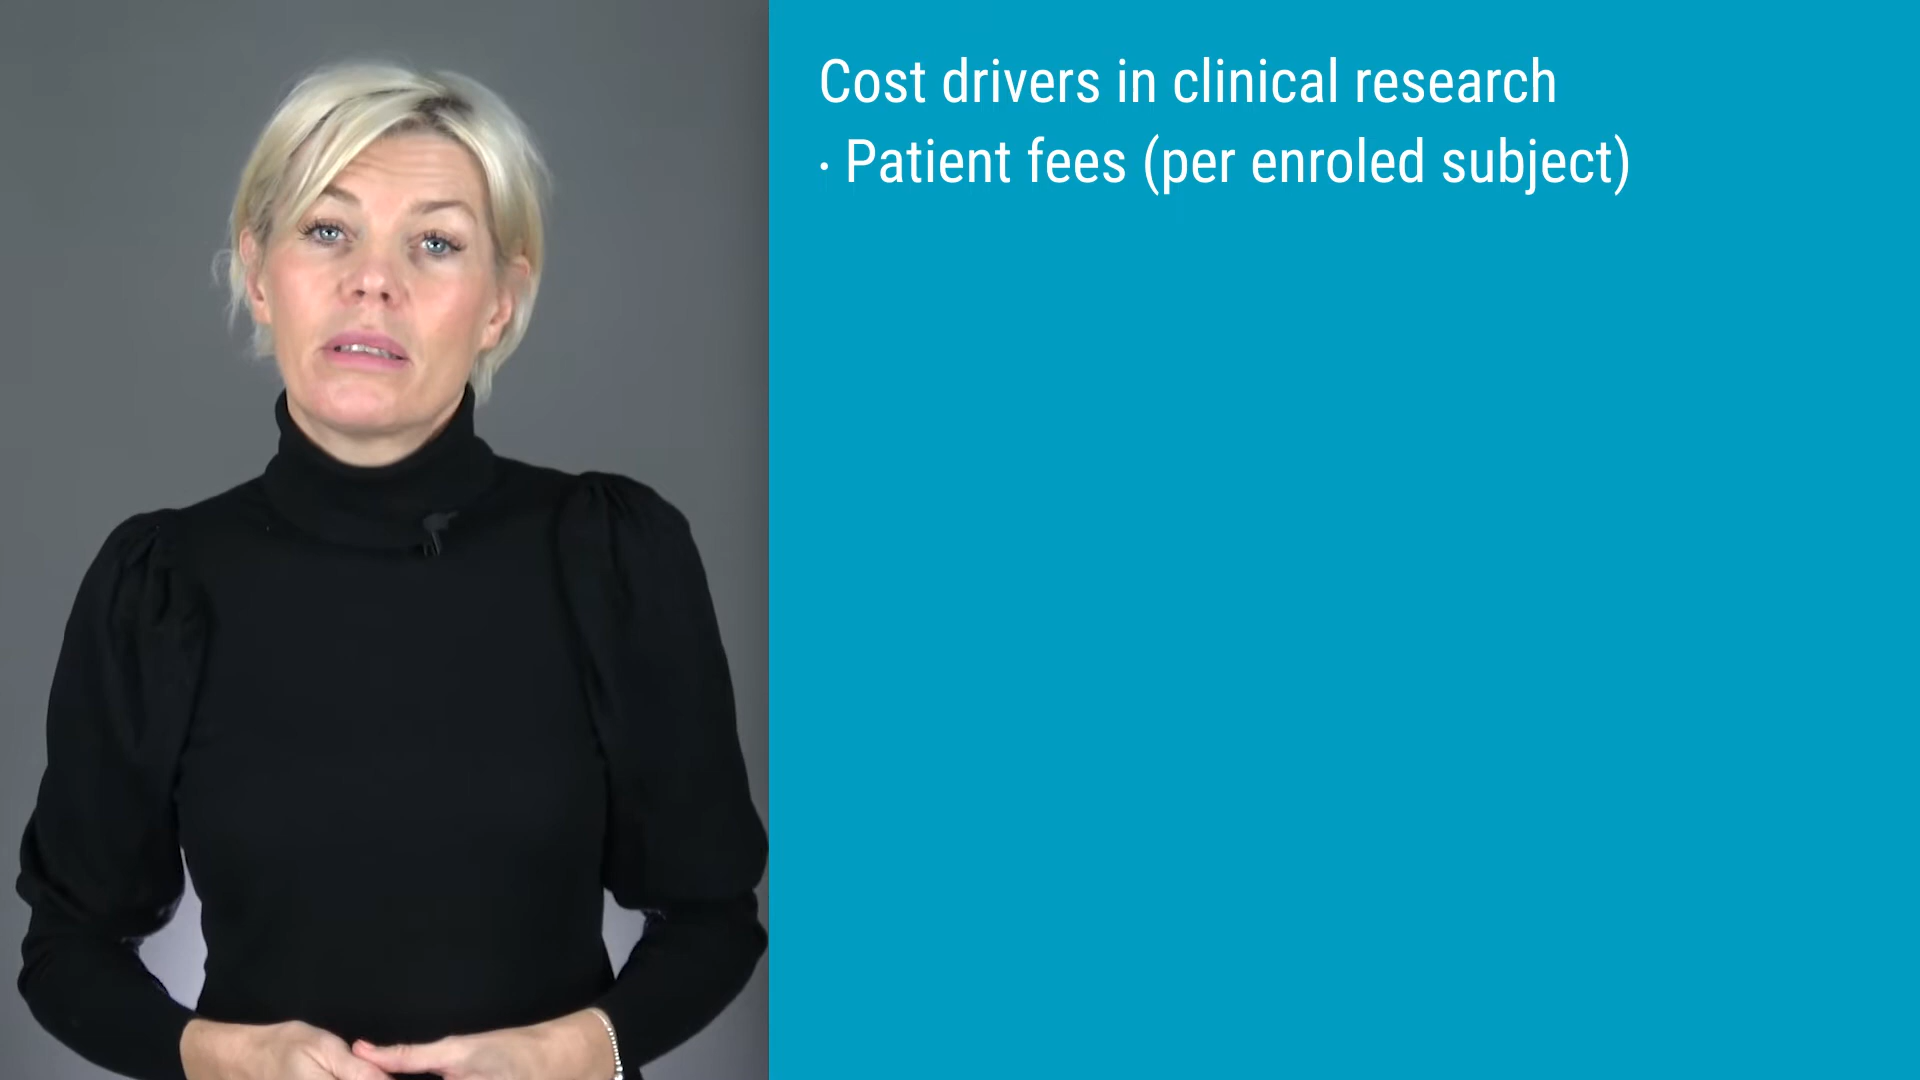 Cost drivers in clinical research
· Patient fees (per enroled subject)